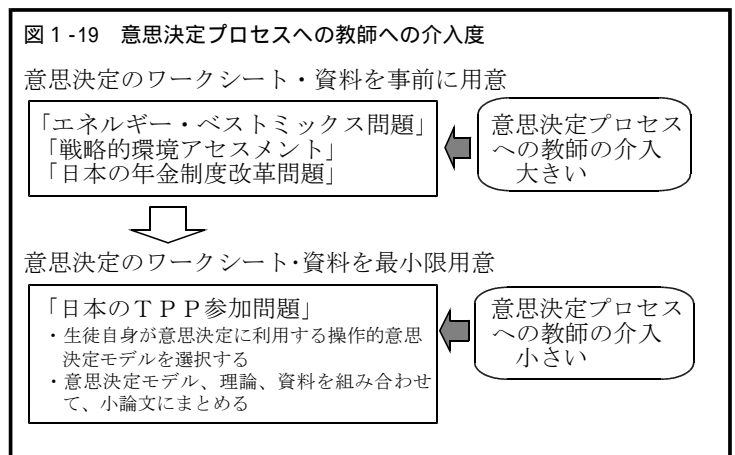 図1-19 意思決定プロセスへの教師への介入度
意思決定のワークシート・資料を事前に用意
「エネルギー・ベストミックス問題」
「戦略的環境アセスメント」
「日本の年金制度改革問題」
意思決定プロセス
への教師の介入
大きい
意思決定のワークシート・資料を最小限用意
「日本のＴＰＰ参加問題」
・生徒自身が意思決定に利用する操作的意思
決定モデルを選択する
・意思決定モデル、理論、資料を組み合わせ
て、小論文にまとめる
意思決定プロセス
への教師の介入
小さい